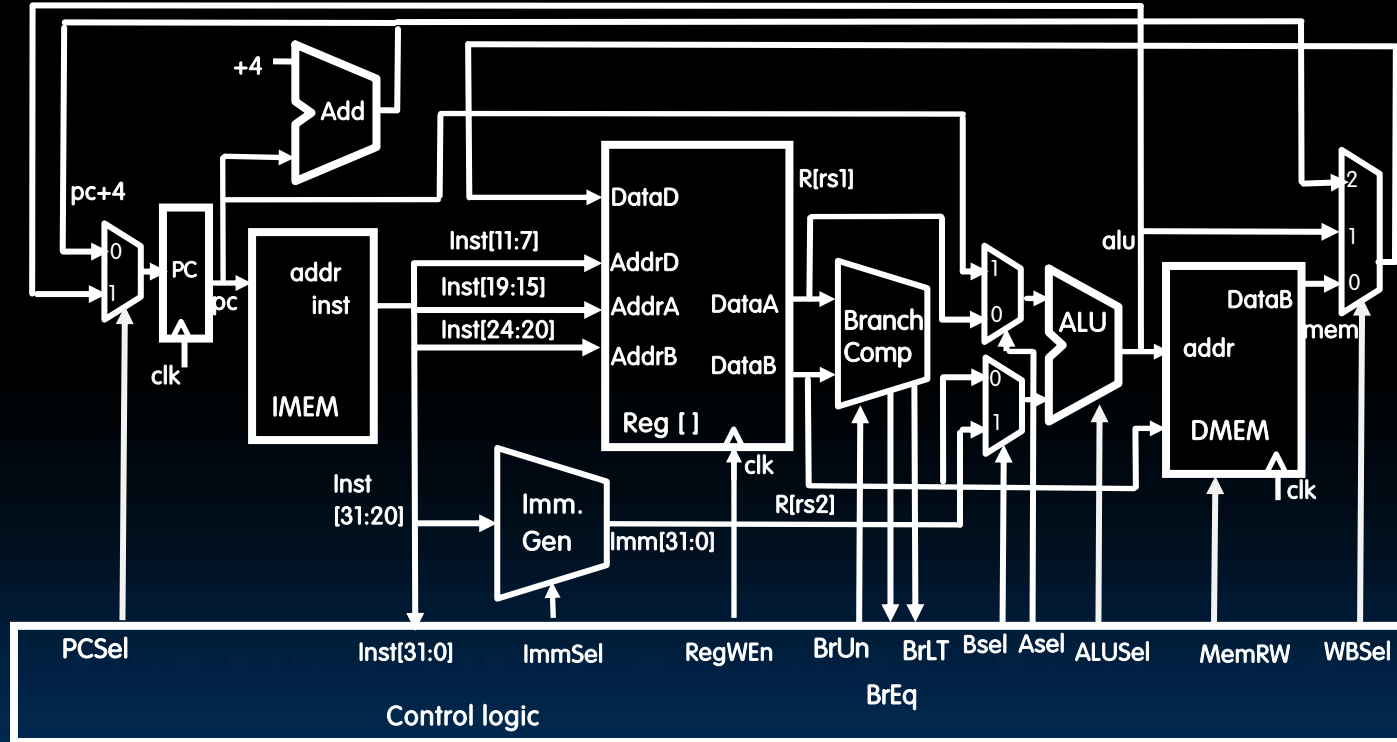 +4
Add
pc+4
0
1
PC
clk
pc
addr
inst
IMEM
Inst[11:7]
Inst[19:15]
Inst[24:20]
DataD
AddrD
AddrA
AddrB
DataA
DataB
Reg [ ]
clk
R[rs1]
R[rs2]
Branch
Comp
1
0
0
1
ALU
alu
DataB
addr
DMEM
clk
mem
2
1
0
Inst
[31:20]
Imm.
Gen
Imm[31:0]
PCSel
Inst[31:0]
ImmSel
RegWEn
BrUn
BrLT
Bsel
Asel
ALUSel
MemRW
WBSel
BrEq
Control logic